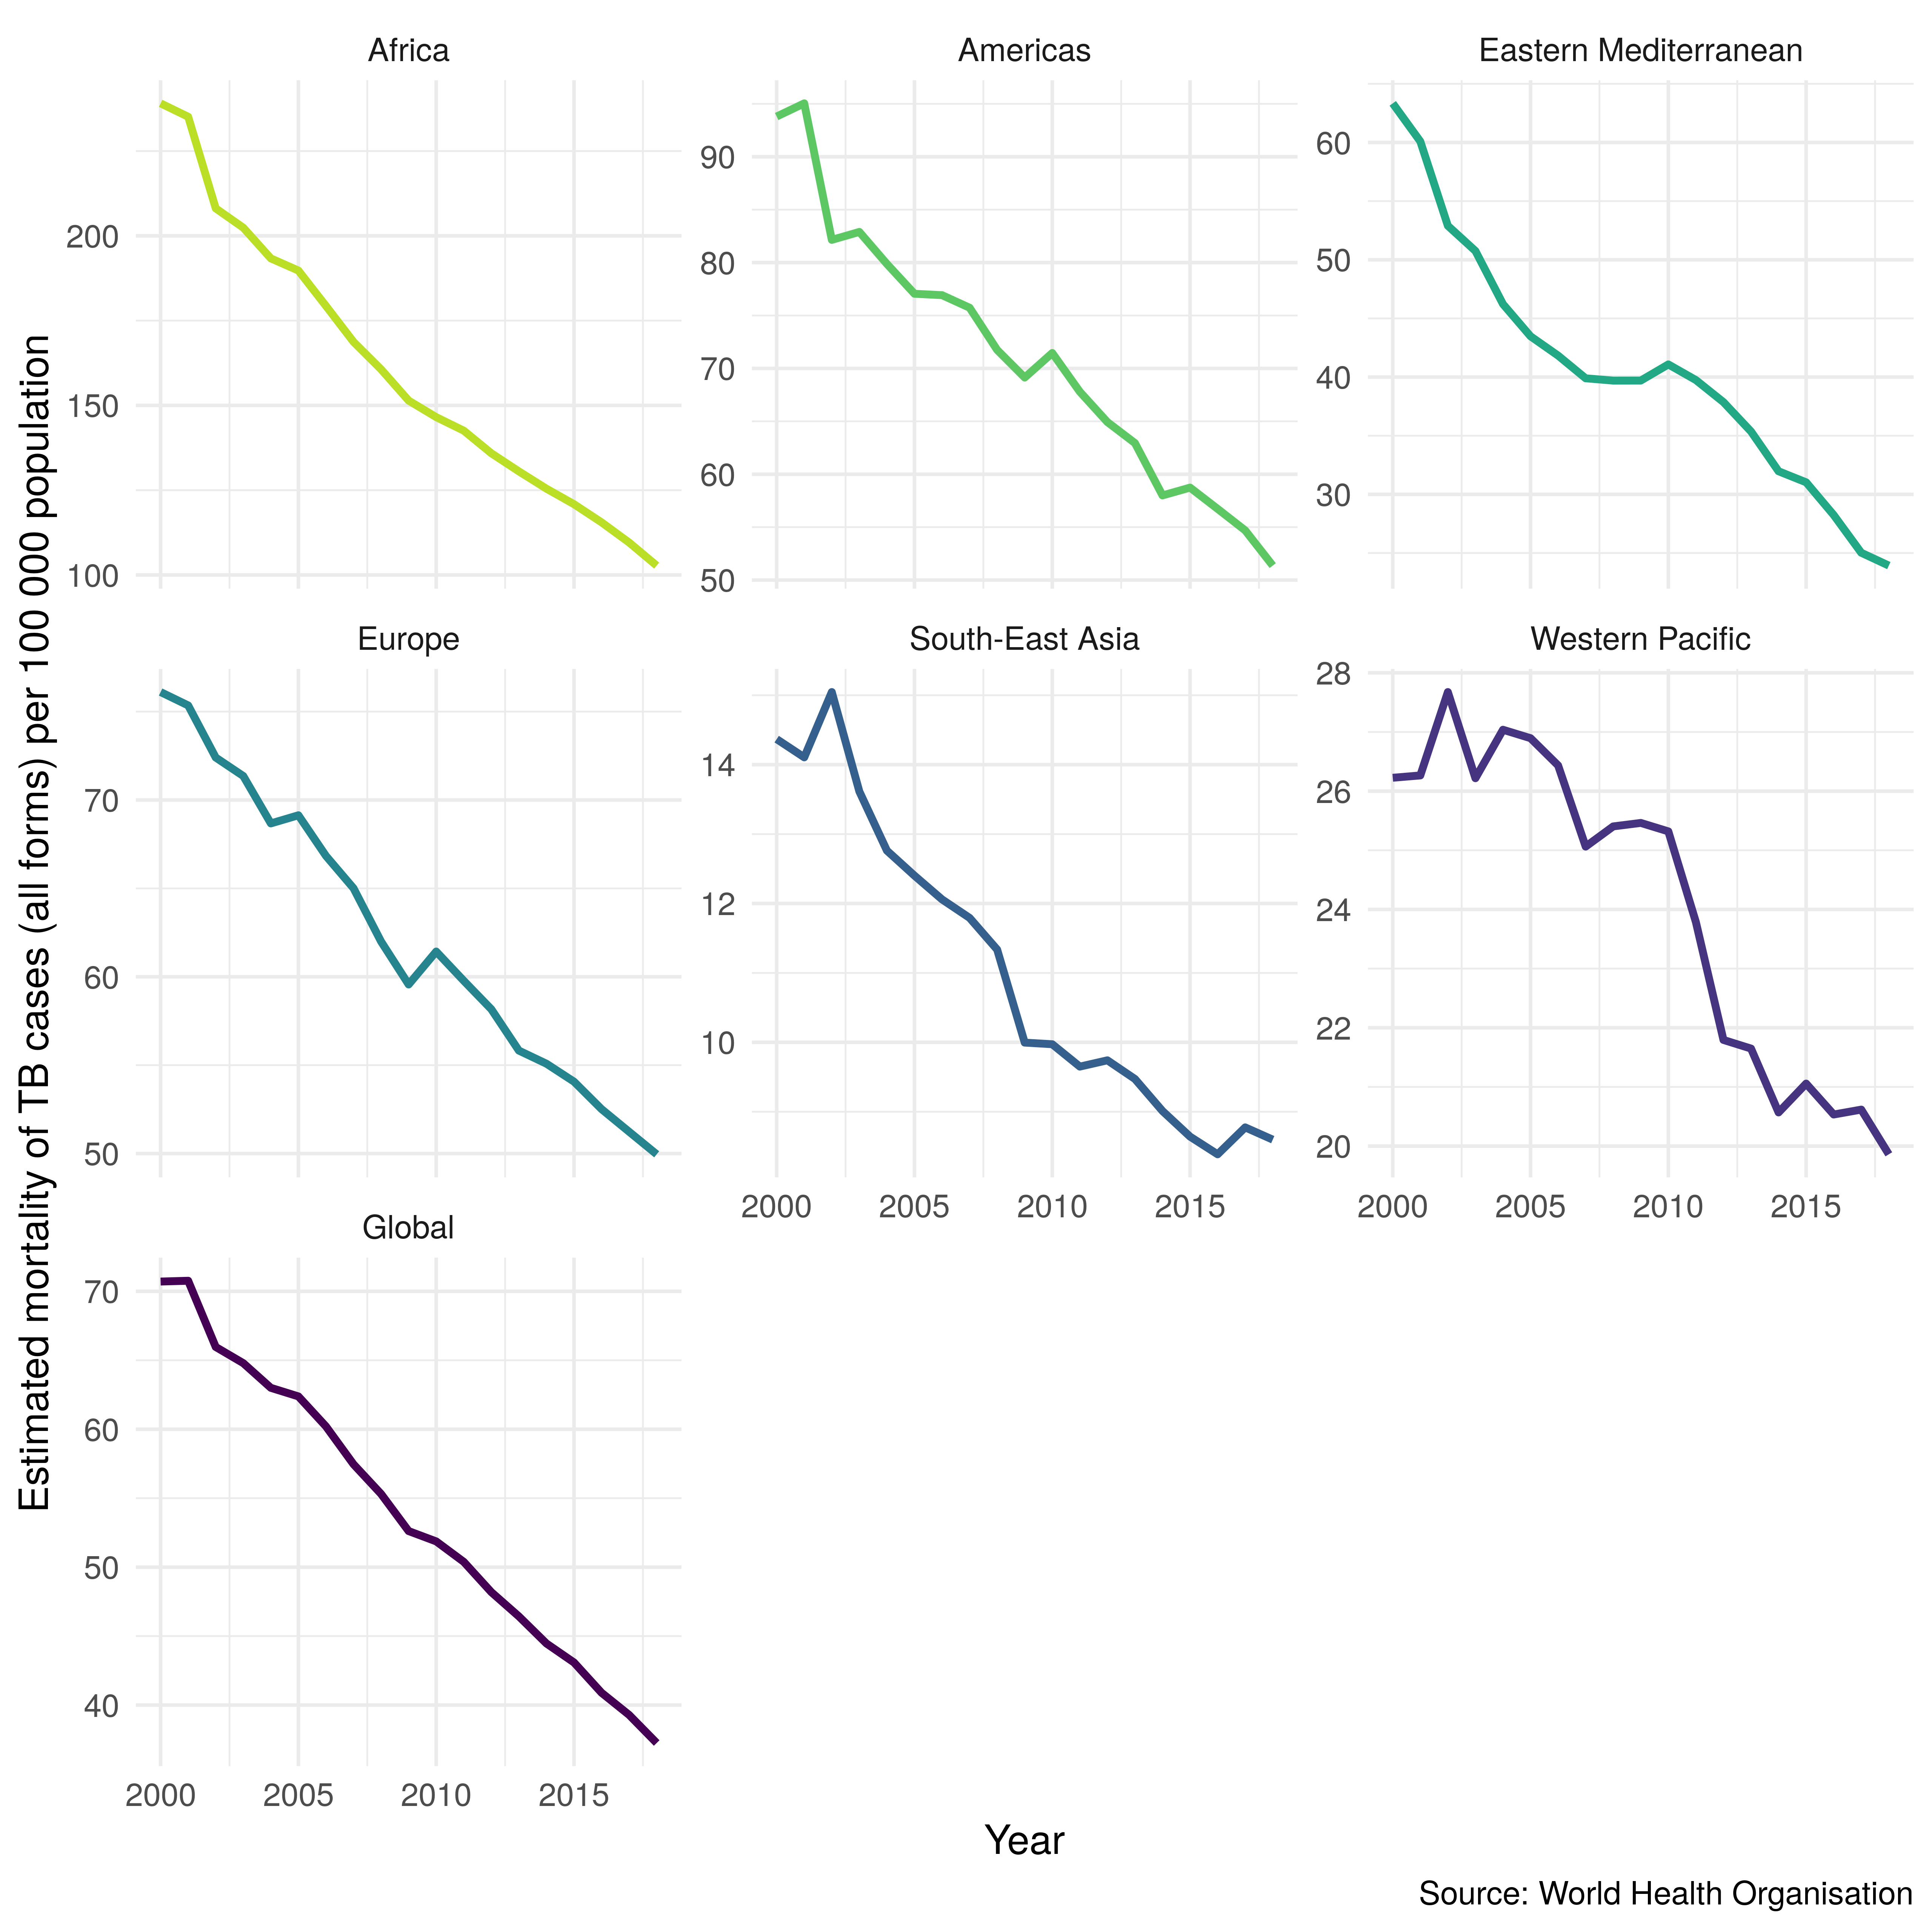 Africa
Americas
Eastern Mediterranean
200
150
100
90
80
70
60
50
60
50
40
30
Europe
South-East Asia
Western Pacific
70
60
50
14
12
10
28
26
24
22
20
2000 2005 2010 2015
2000 2005 2010 2015
Global
70
60
50
40
2000 2005 2010 2015
Estimated mortality of TB cases (all forms) per 100 000 population
Year
Source: World Health Organisation